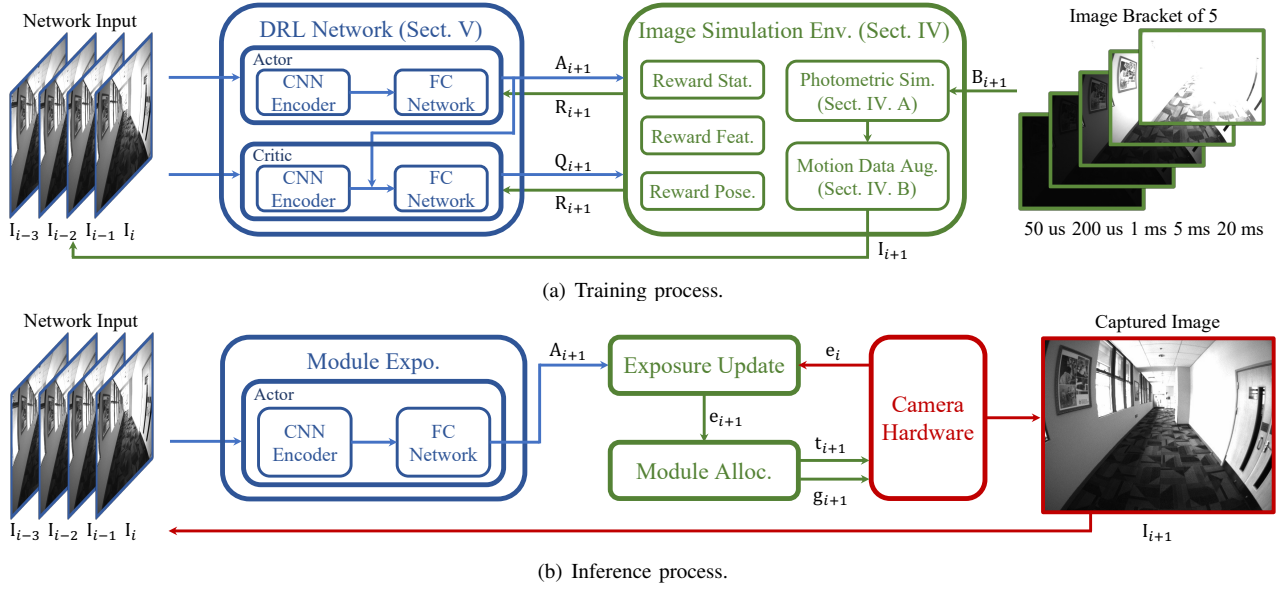 Network Input
DRL Network (Sect. V)
Image Simulation Env. (Sect. IV)
Image Bracket of 5
Actor
CNN
Encoder
FC
Network
A_{i+1}
R_{i+1}
Reward Stat.
Photometric Sim.
(Sect. IV. A)
B_{i+1}
Reward Feat.
Critic
CNN
Encoder
FC
Network
Q_{i+1}
R_{i+1}
Reward Pose.
Motion Data Aug.
(Sect. IV. B)
I_{i-3} I_{i-2} I_{i-1} I_i
50 us 200 us 1 ms 5 ms 20 ms
I_{i+1}
(a) Training process.
Network Input
Captured Image
Module Expo.
Actor
CNN
Encoder
FC
Network
A_{i+1}
Exposure Update
e_i
e_{i+1}
Camera
Hardware
Module Alloc.
t_{i+1}
g_{i+1}
I_{i-3} I_{i-2} I_{i-1} I_i
I_{i+1}
(b) Inference process.